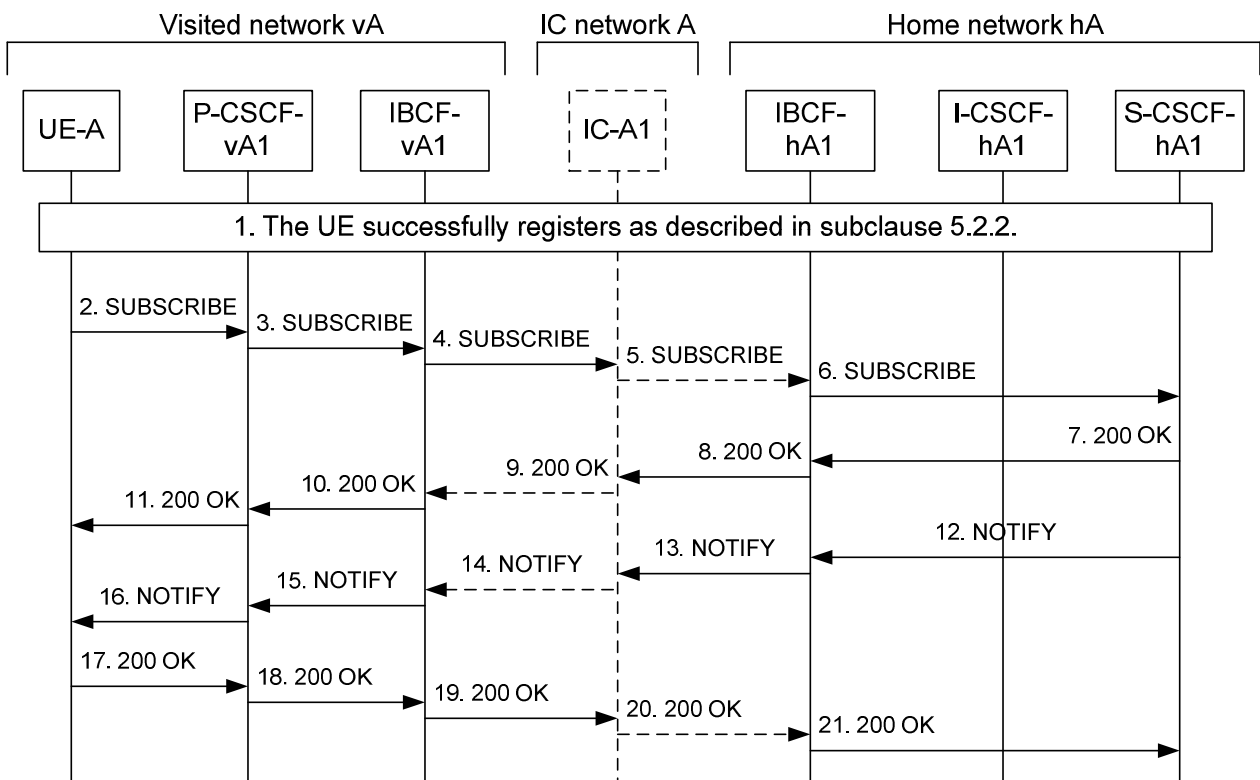 Visited network vA
IC network A
Home network hA
UE-A
P-CSCF-
vA1
IBCF-
vA1
IC-A1
IBCF-
hA1
I-CSCF-
hA1
S-CSCF-
hA1
1. The UE successfully registers as described in subclause 5.2.2.
2. SUBSCRIBE
3. SUBSCRIBE
4. SUBSCRIBE
5. SUBSCRIBE
6. SUBSCRIBE
7. 200 OK
8. 200 OK
9. 200 OK
10. 200 OK
11. 200 OK
12. NOTIFY
13. NOTIFY
14. NOTIFY
15. NOTIFY
16. NOTIFY
17. 200 OK
18. 200 OK
19. 200 OK
20. 200 OK
21. 200 OK